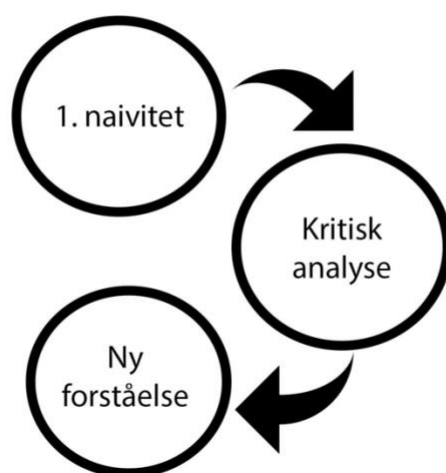 1. naivitet
Kritisk
analyse
Ny
forståelse